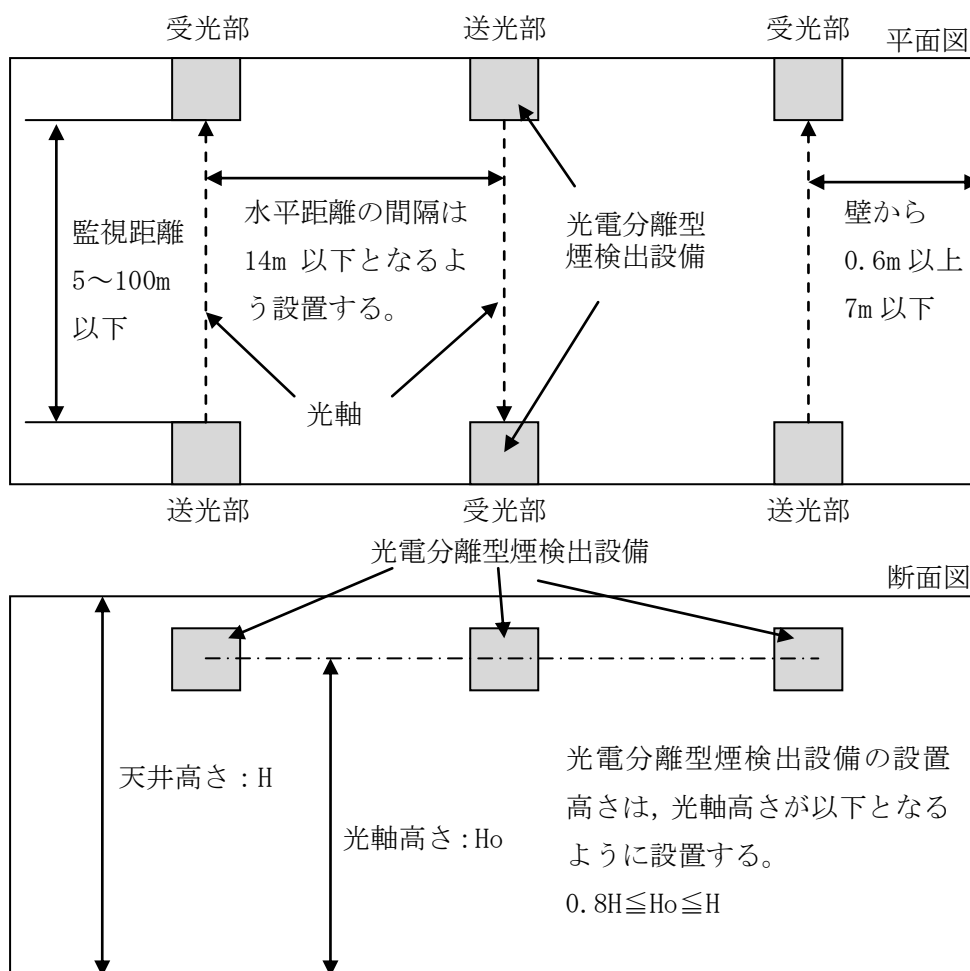 受光部
送光部
受光部
平面図
監視距離
5～100m
以下
水平距離の間隔は
14m 以下となるよ
う設置する。
光電分離型
煙検出設備
壁から
0.6m 以上
7m 以下
光軸
送光部
受光部
送光部
光電分離型煙検出設備
断面図
天井高さ：H
光軸高さ：Ho
光電分離型煙検出設備の設置
高さは，光軸高さが以下となる
ように設置する。
0.8H≦Ho≦H